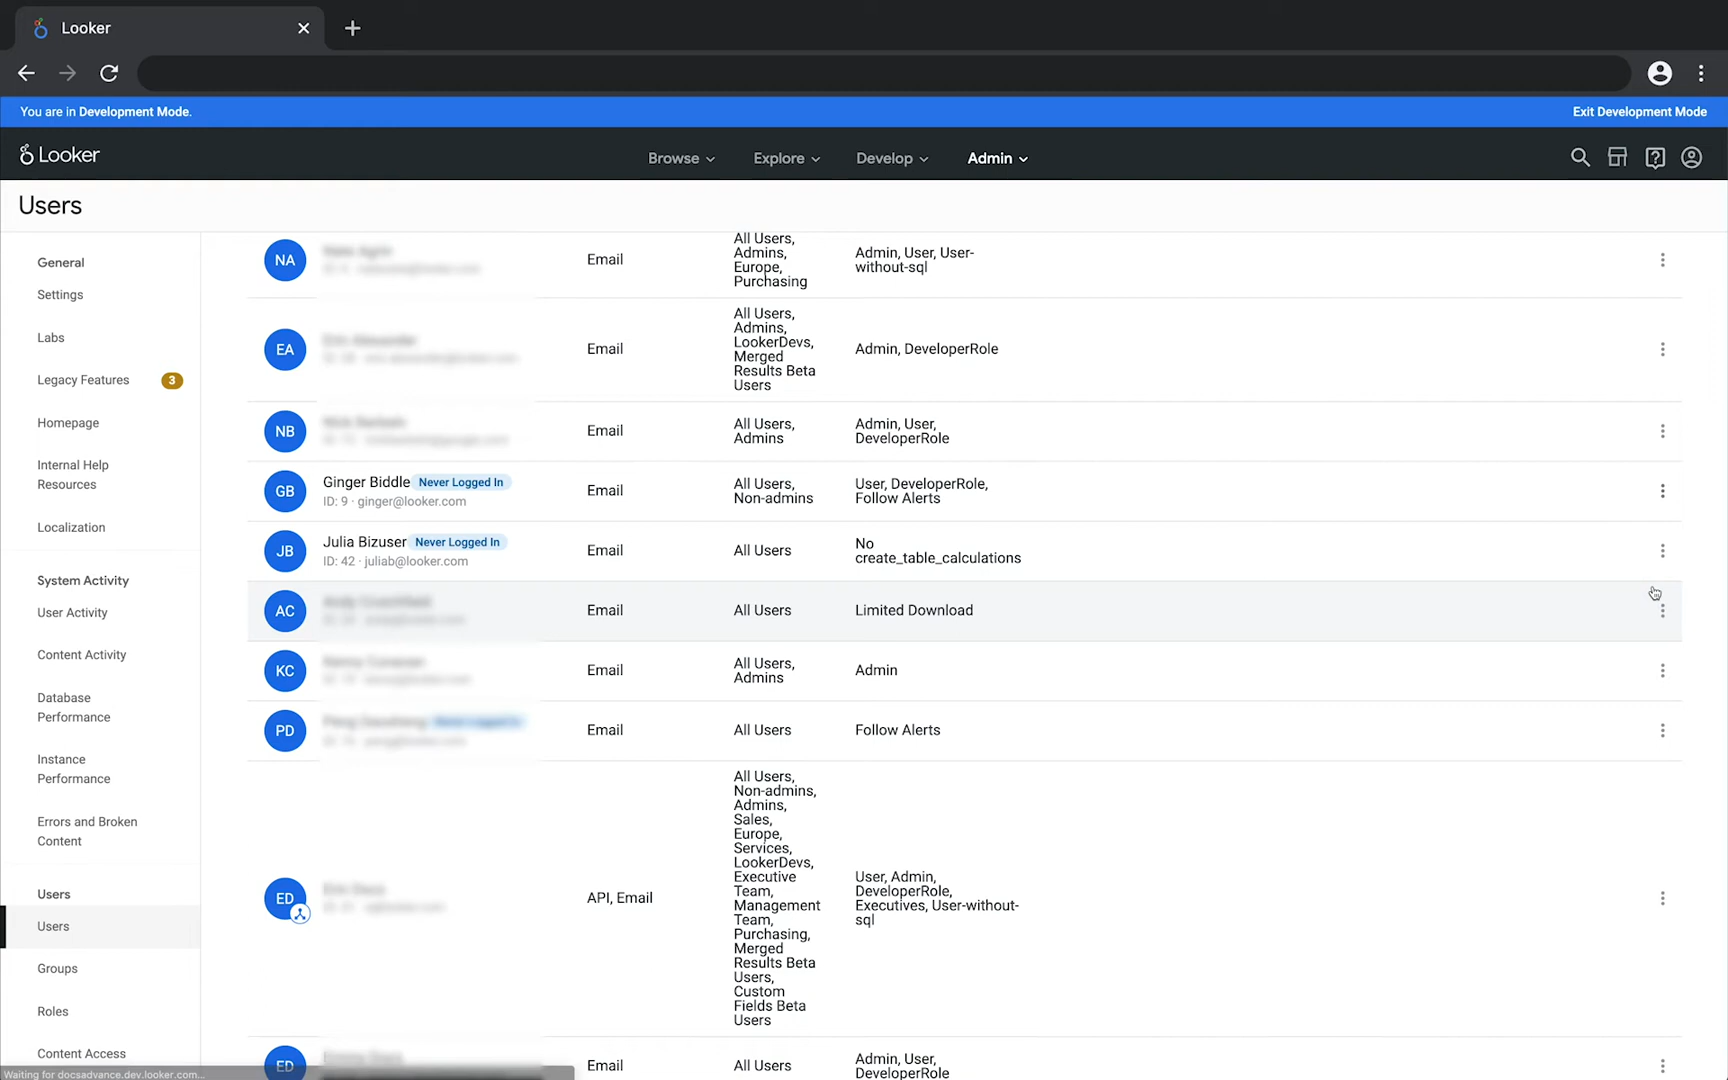 Looker
You are in Development Mode.
Exit Development Mode
Looker
Browse
Explore
Develop
Admin
Users
General
Settings
Labs
Legacy Features
3
Homepage
Internal Help
Resources
Localization
System Activity
User Activity
Content Activity
Database
Performance
Instance
Performance
Errors and Broken
Content
Users
Users
Groups
Roles
Content Access
Waiting for docsadvance.dev.looker.com...
NA
Email
All Users,
Admins,
Europe,
Purchasing
Admin, User, User-
without-sql
EA
Email
All Users,
Admins,
LookerDevs,
Merged
Results Beta
Users
Admin, DeveloperRole
NB
Email
All Users,
Admins
Admin, User,
DeveloperRole
GB
Ginger Biddle Never Logged In
ID: 9 · ginger@looker.com
Email
All Users,
Non-admins
User, DeveloperRole,
Follow Alerts
JB
Julia Bizuser Never Logged In
ID: 42 · juliab@looker.com
Email
All Users
No
create_table_calculations
AC
Email
All Users
Limited Download
KC
Email
All Users,
Admins
Admin
PD
Email
All Users
Follow Alerts
ED
API, Email
All Users,
Non-admins,
Admins,
Sales,
Europe,
Services,
LookerDevs,
Executive
Team,
Management
Team,
Purchasing,
Merged
Results Beta
Users,
Custom
Fields Beta
Users
User, Admin,
DeveloperRole,
Executives, User-without-
sql
ED
Email
All Users
Admin, User,
DeveloperRole